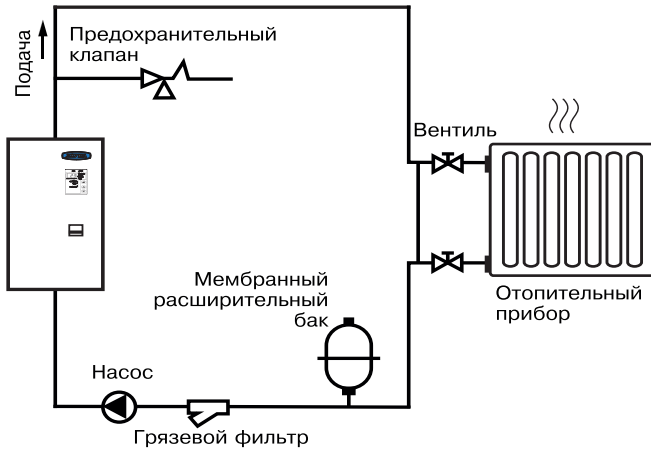 Подача
Предохранительный
клапан
Вентиль
Мембранный
расширительный
бак
Отопительный
прибор
Насос
Грязевой фильтр